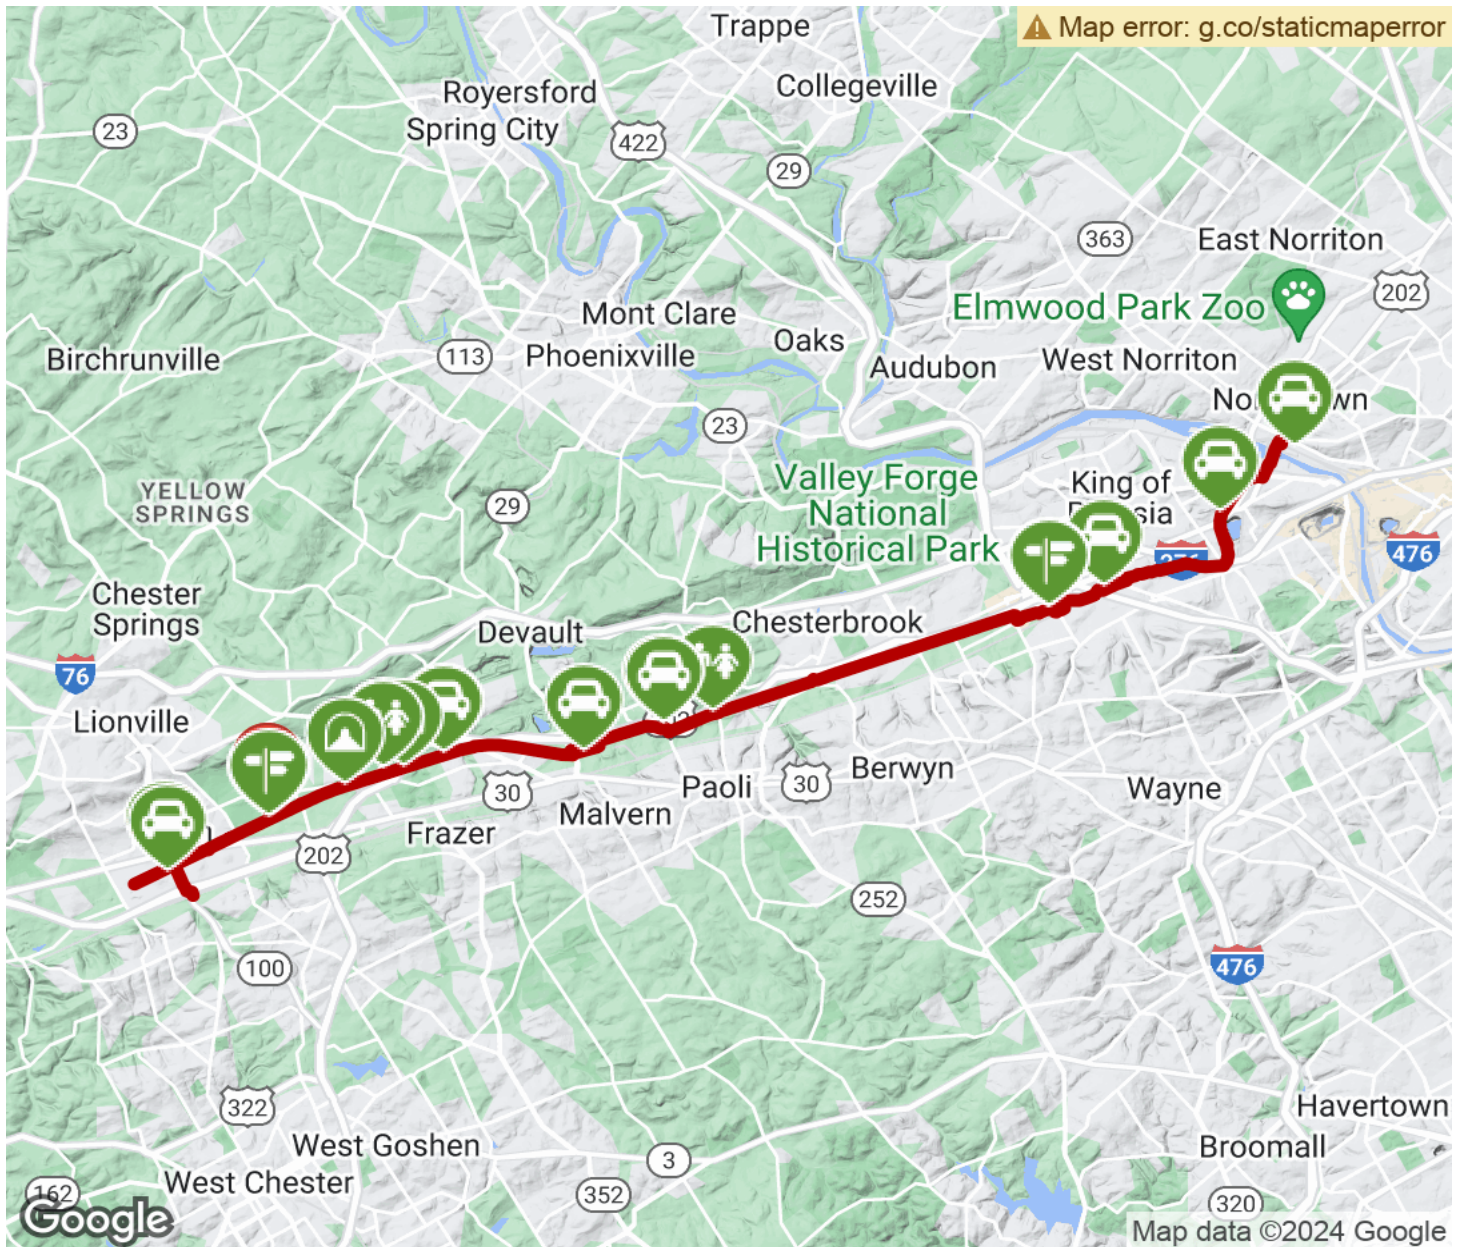 Trappe
Map error: g.co/staticmaperror
Royersford
Collegeville
Spring City
23
422
29
363
East Norriton
202
Elmwood Park Zoo
Mont Clare
Oaks
Birchrunville
113
Phoenixville
Audubon
West Norriton
23
Valley Forge
National
Historical Park
King of
YELLOW
SPRINGS
29
476
Chester
Springs
Devault
Chesterbrook
76
Lionville
30
Paoli
30
Berwyn
Wayne
Malvern
Frazer
202
252
100
476
322
Havertown
West Goshen
Broomall
3
West Chester
162
352
320
Google
Map data ©2024 Google